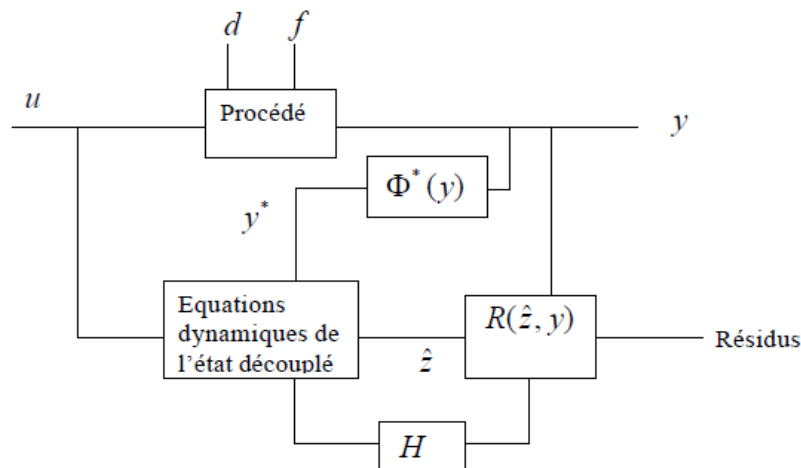 d
f
u
Procédé
y
Φ*(y)
y*
Equations
dynamiques de
l'état découplé
R(ẑ, y)
Résidus
ẑ
H